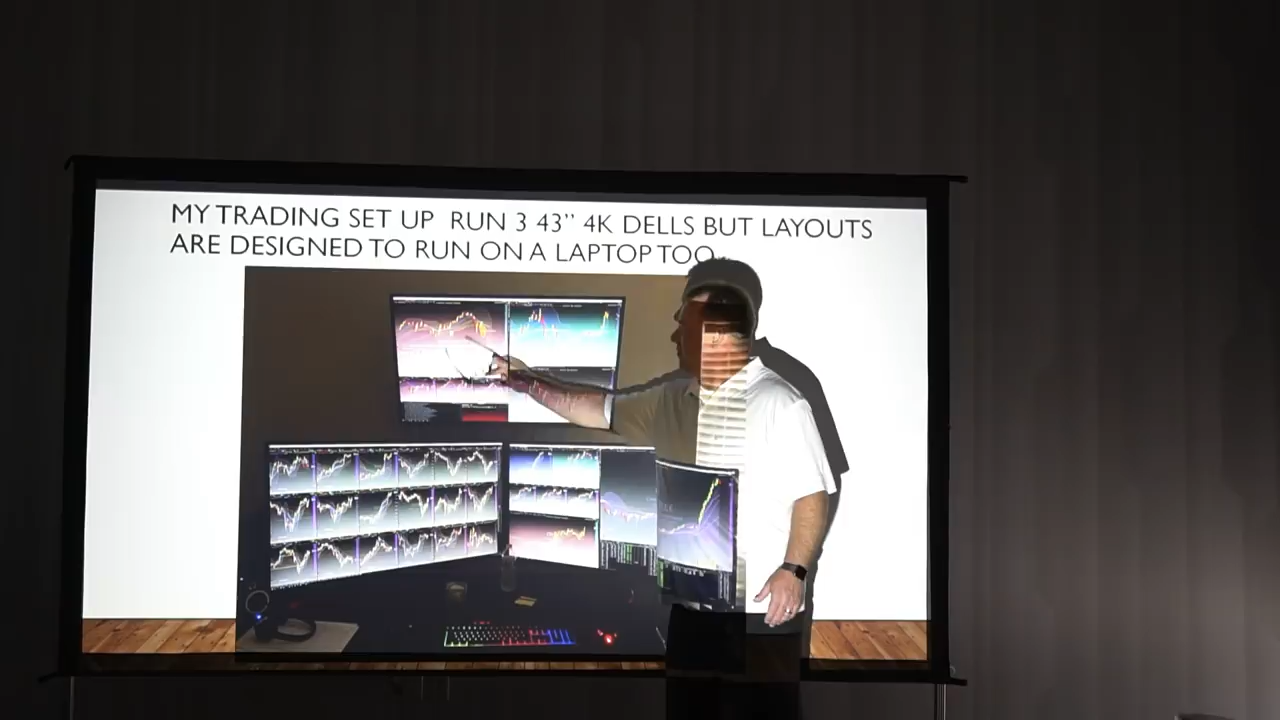 MY TRADING SET UP RUN 3 43” 4K DELLS BUT LAYOUTS
ARE DESIGNED TO RUN ON A LAPTOP TOO